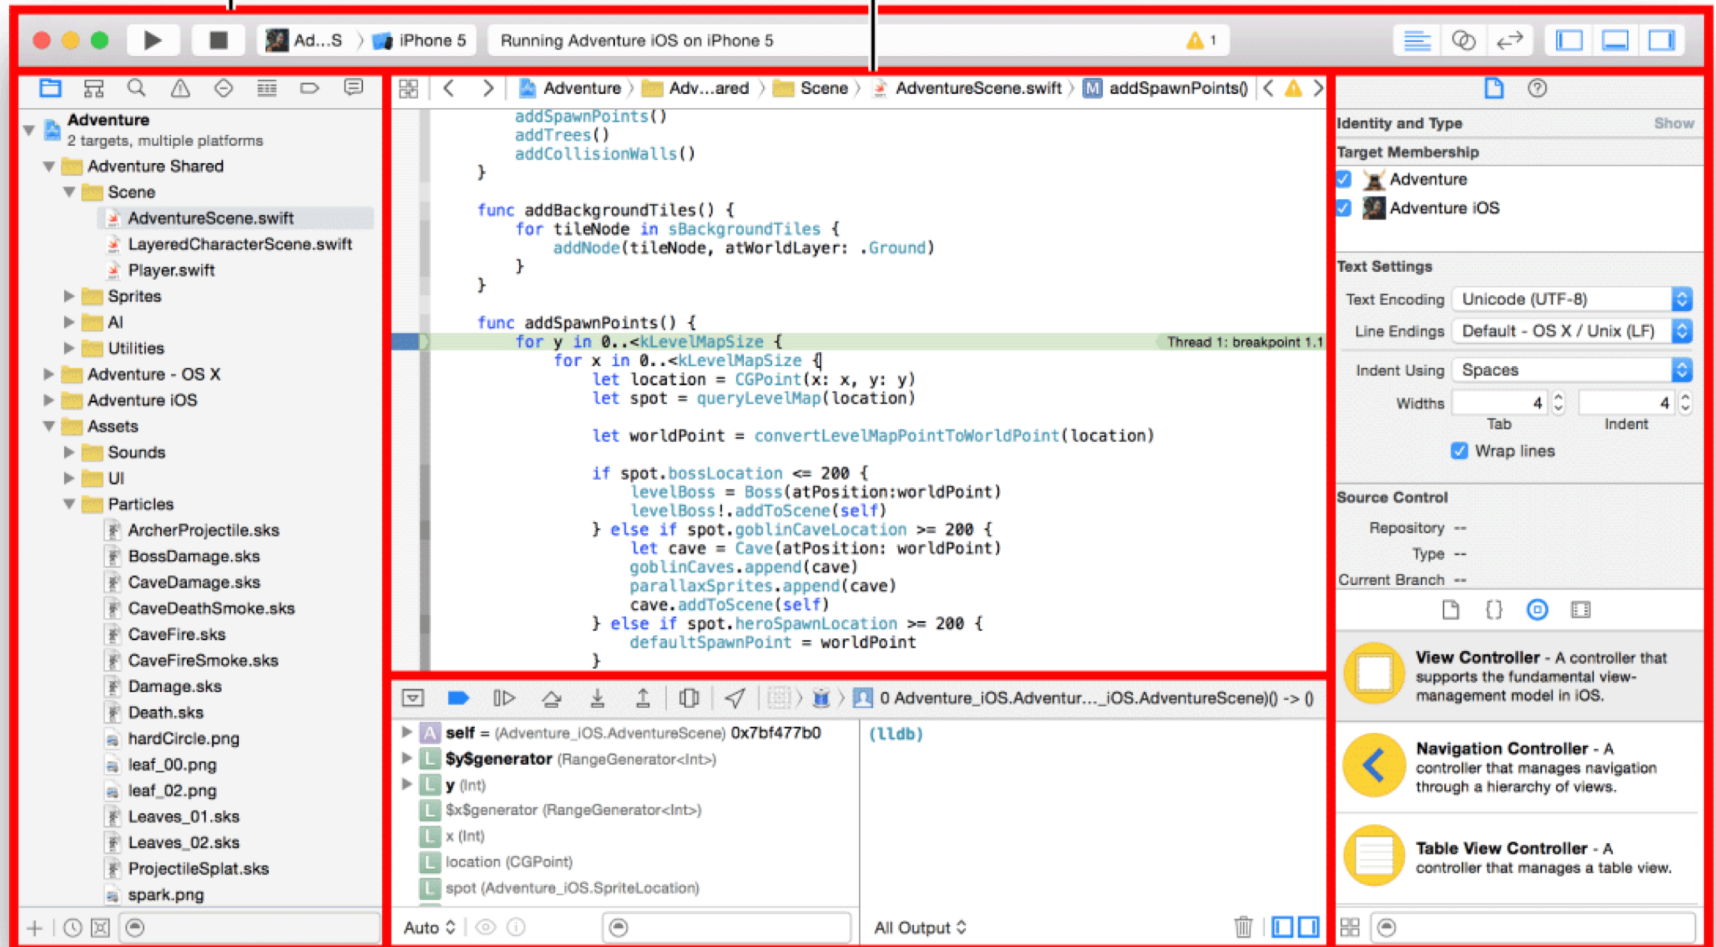 Ad...S
iPhone 5
Running Adventure iOS on iPhone 5
1
Adventure
2 targets, multiple platforms
Adventure Shared
Scene
AdventureScene.swift
LayeredCharacterScene.swift
Player.swift
Sprites
AI
Utilities
Adventure - OS X
Adventure iOS
Assets
Sounds
UI
Particles
ArcherProjectile.sks
BossDamage.sks
CaveDamage.sks
CaveDeathSmoke.sks
CaveFire.sks
CaveFireSmoke.sks
Damage.sks
Death.sks
hardCircle.png
leaf_00.png
leaf_02.png
Leaves_01.sks
Leaves_02.sks
ProjectileSplat.sks
spark.png
Adventure
Adv...ared
Scene
AdventureScene.swift
M addSpawnPoints()
addSpawnPoints()
addTrees()
addCollisionWalls()
}
func addBackgroundTiles() {
for tileNode in sBackgroundTiles {
addNode(tileNode, atWorldLayer: .Ground)
}
}
func addSpawnPoints() {
for y in 0..<kLevelMapSize {
Thread 1: breakpoint 1.1
for x in 0..<kLevelMapSize {
let location = CGPoint(x: x, y: y)
let spot = queryLevelMap(location)
let worldPoint = convertLevelMapPointToWorldPoint(location)
if spot.bossLocation <= 200 {
levelBoss = Boss(atPosition:worldPoint)
levelBoss!.addToScene(self)
} else if spot.goblinCaveLocation >= 200 {
let cave = Cave(atPosition: worldPoint)
goblinCaves.append(cave)
parallaxSprites.append(cave)
cave.addToScene(self)
} else if spot.heroSpawnLocation >= 200 {
defaultSpawnPoint = worldPoint
}
0 Adventure_iOS.Adventur..._iOS.AdventureScene)() -> ()
A self = (Adventure_iOS.AdventureScene) 0x7bf477b0
L $y$generator (RangeGenerator<Int>)
L y (Int)
L $x$generator (RangeGenerator<Int>)
L x (Int)
L location (CGPoint)
L spot (Adventure_iOS.SpriteLocation)
Auto
(lldb)
All Output
Identity and Type Show
Target Membership
Adventure
Adventure iOS
Text Settings
Text Encoding Unicode (UTF-8)
Line Endings Default - OS X / Unix (LF)
Indent Using Spaces
Widths 4 4
Tab Indent
Wrap lines
Source Control
Repository --
Type --
Current Branch --
{}
View Controller - A controller that
supports the fundamental view-
management model in iOS.
Navigation Controller - A
controller that manages navigation
through a hierarchy of views.
Table View Controller - A
controller that manages a table view.